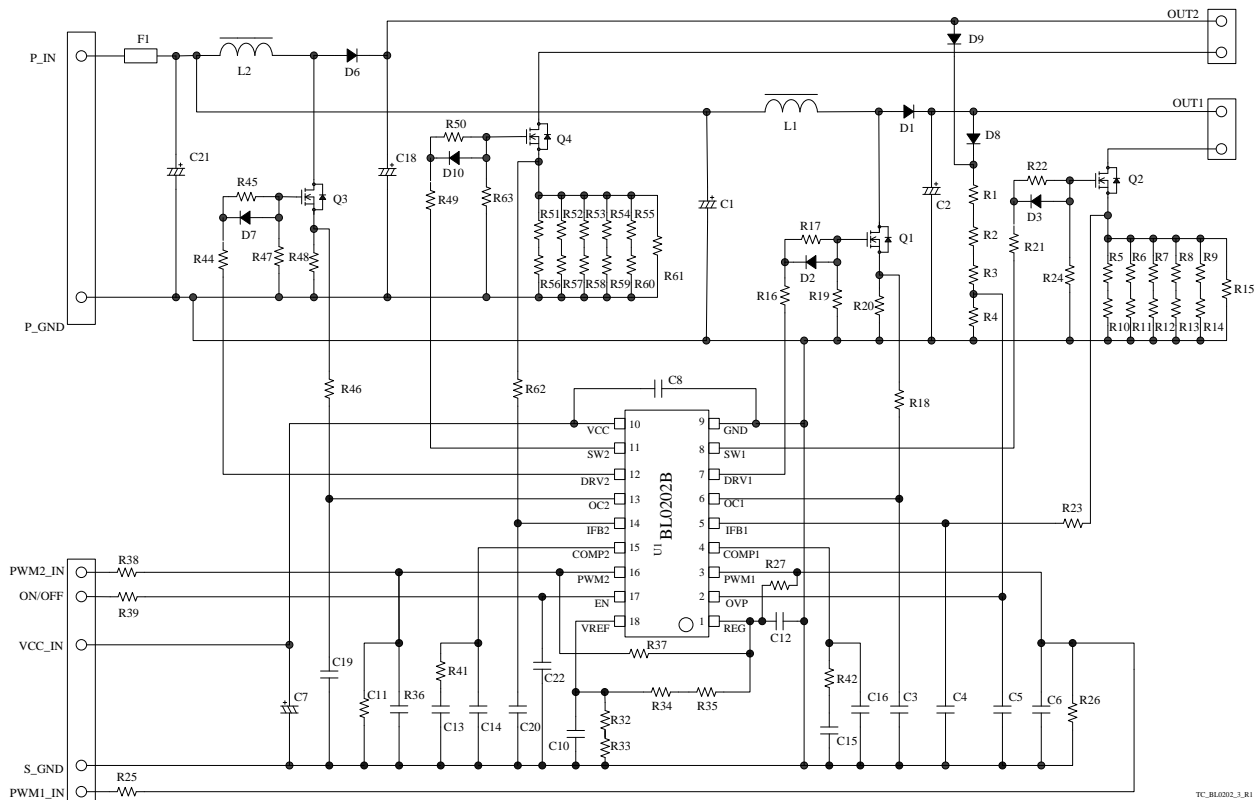 OUT2
F1
P_IN
D9
L2
D6
OUT1
R50
L1
D1
D8
C21
C18
D10
Q4
R22
Q2
R45
Q3
R49
R63
C1
C2
R1
D3
D7
R51 R52 R53 R54 R55
R17
Q1
R2
R21
R44
R47
R48
R61
D2
R3
R24
R5 R6 R7 R8 R9
R56 R57 R58 R59 R60
R16
R19
R20
R4
R15
P_GND
R10 R11 R12 R13 R14
R46
R62
C8
R18
VCC 10 9 GND
SW2 11 8 SW1
DRV2 12 7 DRV1
OC2 13 6 OC1
IFB2 14 5 IFB1
COMP2 15 4 COMP1
PWM2 16 3 PWM1
EN 17 2 OVP
VREF 18 1 REG
U1
BL0202B
R23
R38
PWM2_IN
R27
ON/OFF
R39
C12
VCC_IN
R37
C19
R41
C22
R42
C7
C11
R36
R34
R35
C16
C3
C4
C5
C6
R26
C13
C14
C20
R32
C10
R33
C15
S_GND
R25
PWM1_IN
TC_BL0202_3_R1